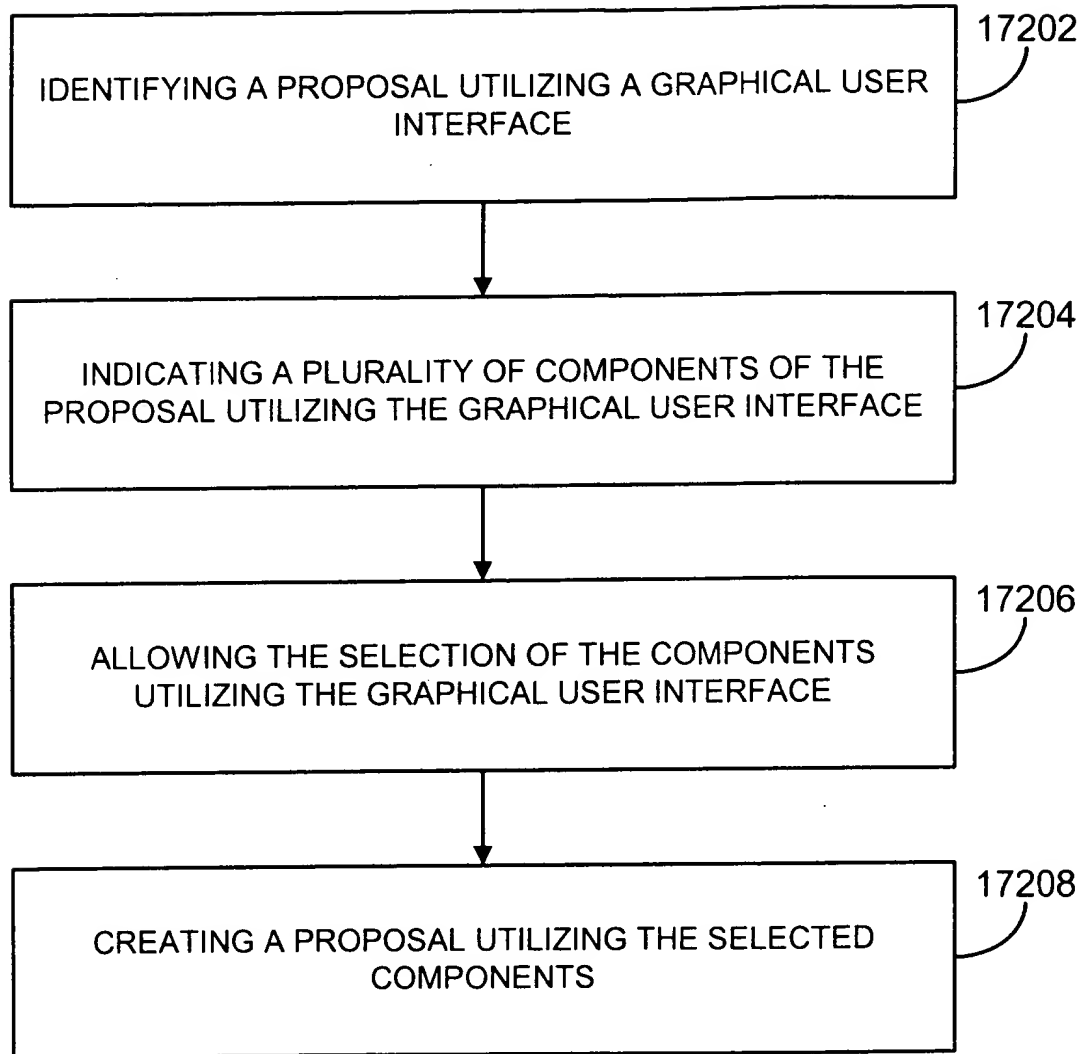 17202
IDENTIFYING A PROPOSAL UTILIZING A GRAPHICAL USER
INTERFACE
17204
INDICATING A PLURALITY OF COMPONENTS OF THE
PROPOSAL UTILIZING THE GRAPHICAL USER INTERFACE
17206
ALLOWING THE SELECTION OF THE COMPONENTS
UTILIZING THE GRAPHICAL USER INTERFACE
17208
CREATING A PROPOSAL UTILIZING THE SELECTED
COMPONENTS